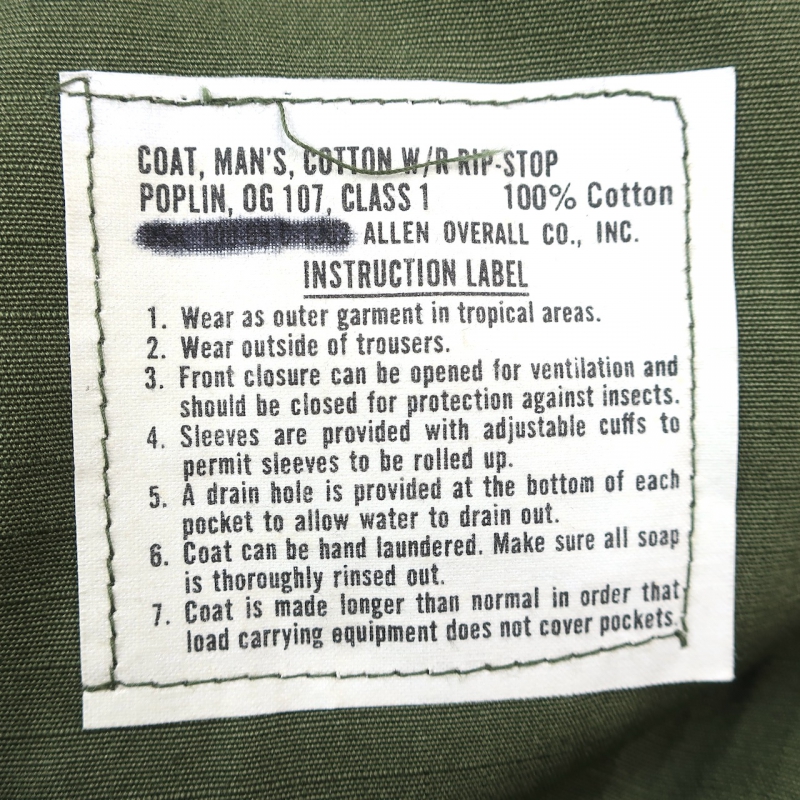 COAT, MAN'S, COTTON W/R RIP-STOP
POPLIN, OG 107, CLASS 1 100% Cotton
ALLEN OVERALL CO., INC.
INSTRUCTION LABEL
1. Wear as outer garment in tropical areas.
2. Wear outside of trousers.
3. Front closure can be opened for ventilation and
should be closed for protection against insects.
4. Sleeves are provided with adjustable cuffs to
permit sleeves to be rolled up.
5. A drain hole is provided at the bottom of each
pocket to allow water to drain out.
6. Coat can be hand laundered. Make sure all soap
is thoroughly rinsed out.
7. Coat is made longer than normal in order that
load carrying equipment does not cover pockets.